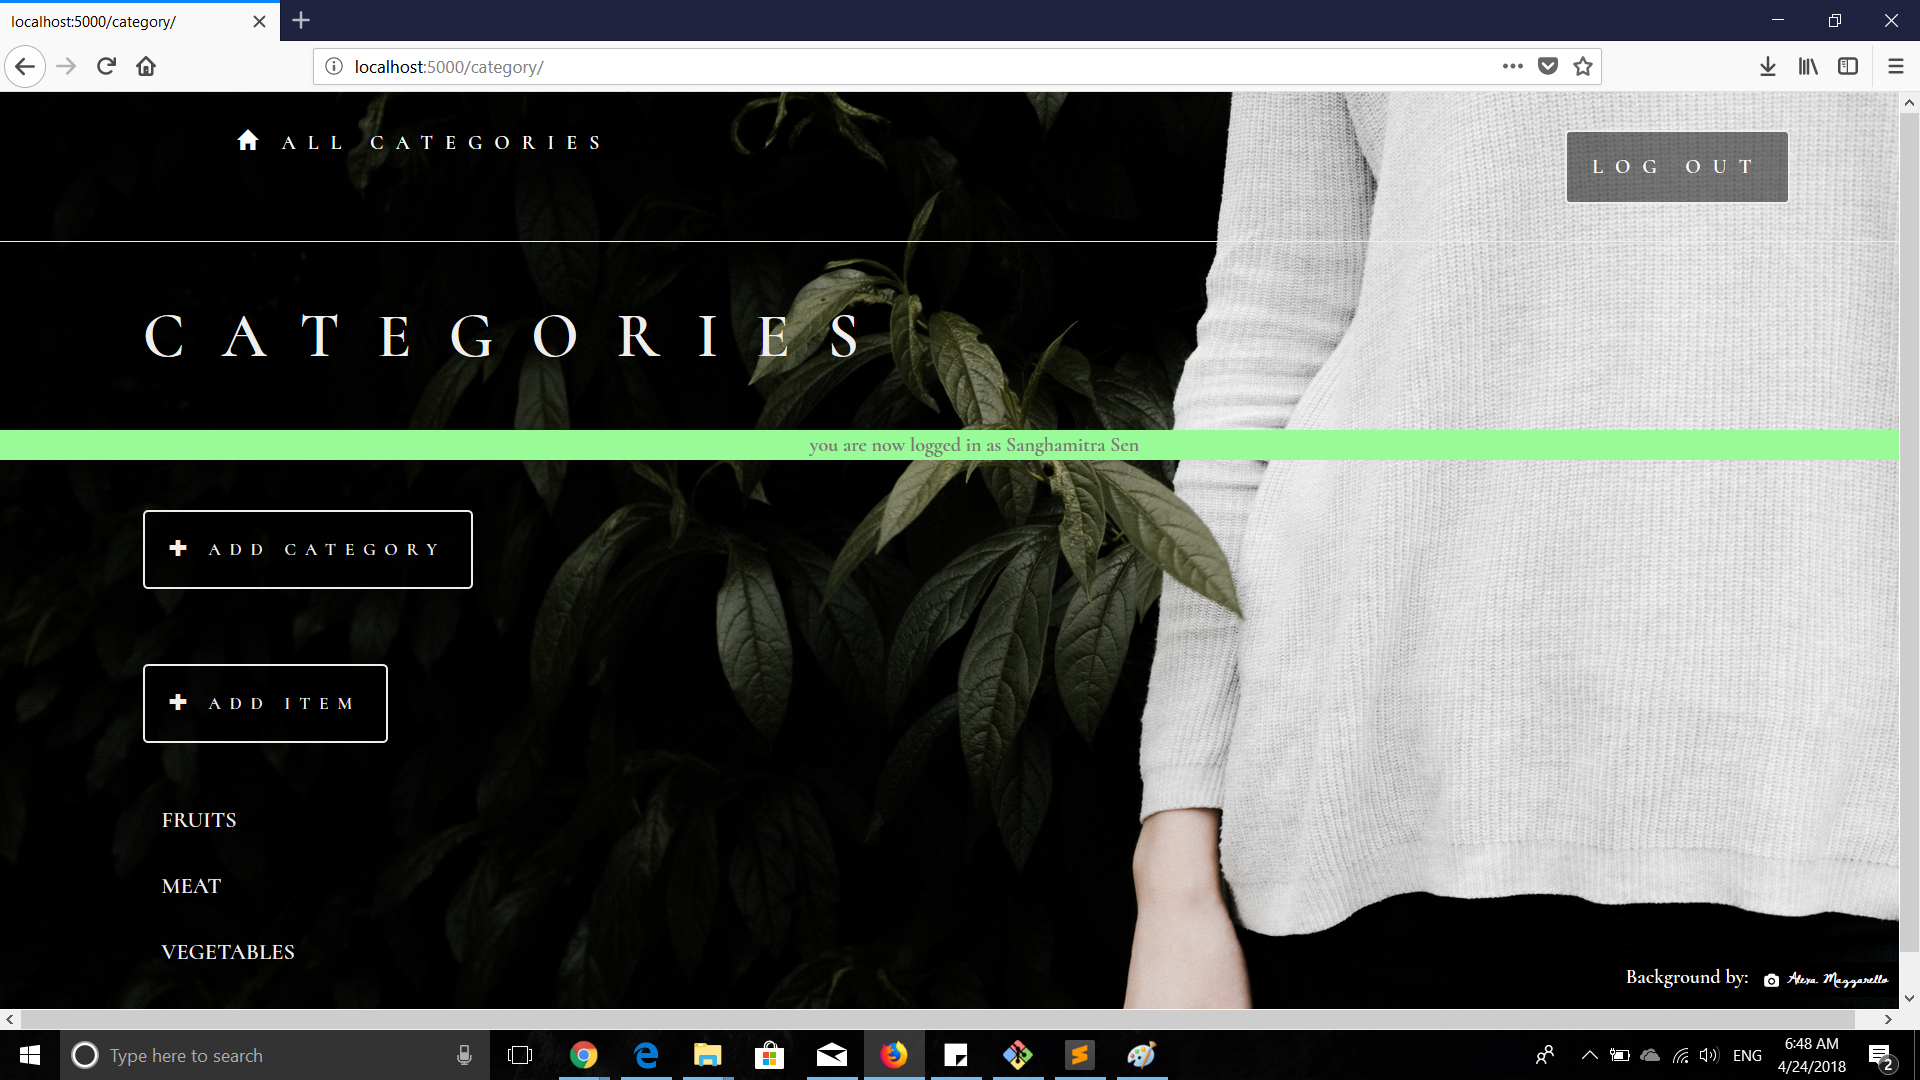 localhost:5000/category/
localhost:5000/category/
ALL CATEGORIES
LOG OUT
CATEGORIES
you are now logged in as Sanghamitra Sen
ADD CATEGORY
ADD ITEM
FRUITS
MEAT
VEGETABLES
Background by: Alexa Mazzarello
Type here to search
ENG
6:48 AM
4/24/2018
2